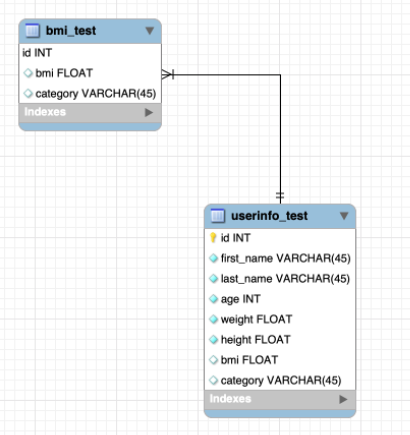 bmi_test
id INT
bmi FLOAT
category VARCHAR(45)
Indexes
userinfo_test
id INT
first_name VARCHAR(45)
last_name VARCHAR(45)
age INT
weight FLOAT
height FLOAT
bmi FLOAT
category VARCHAR(45)
Indexes